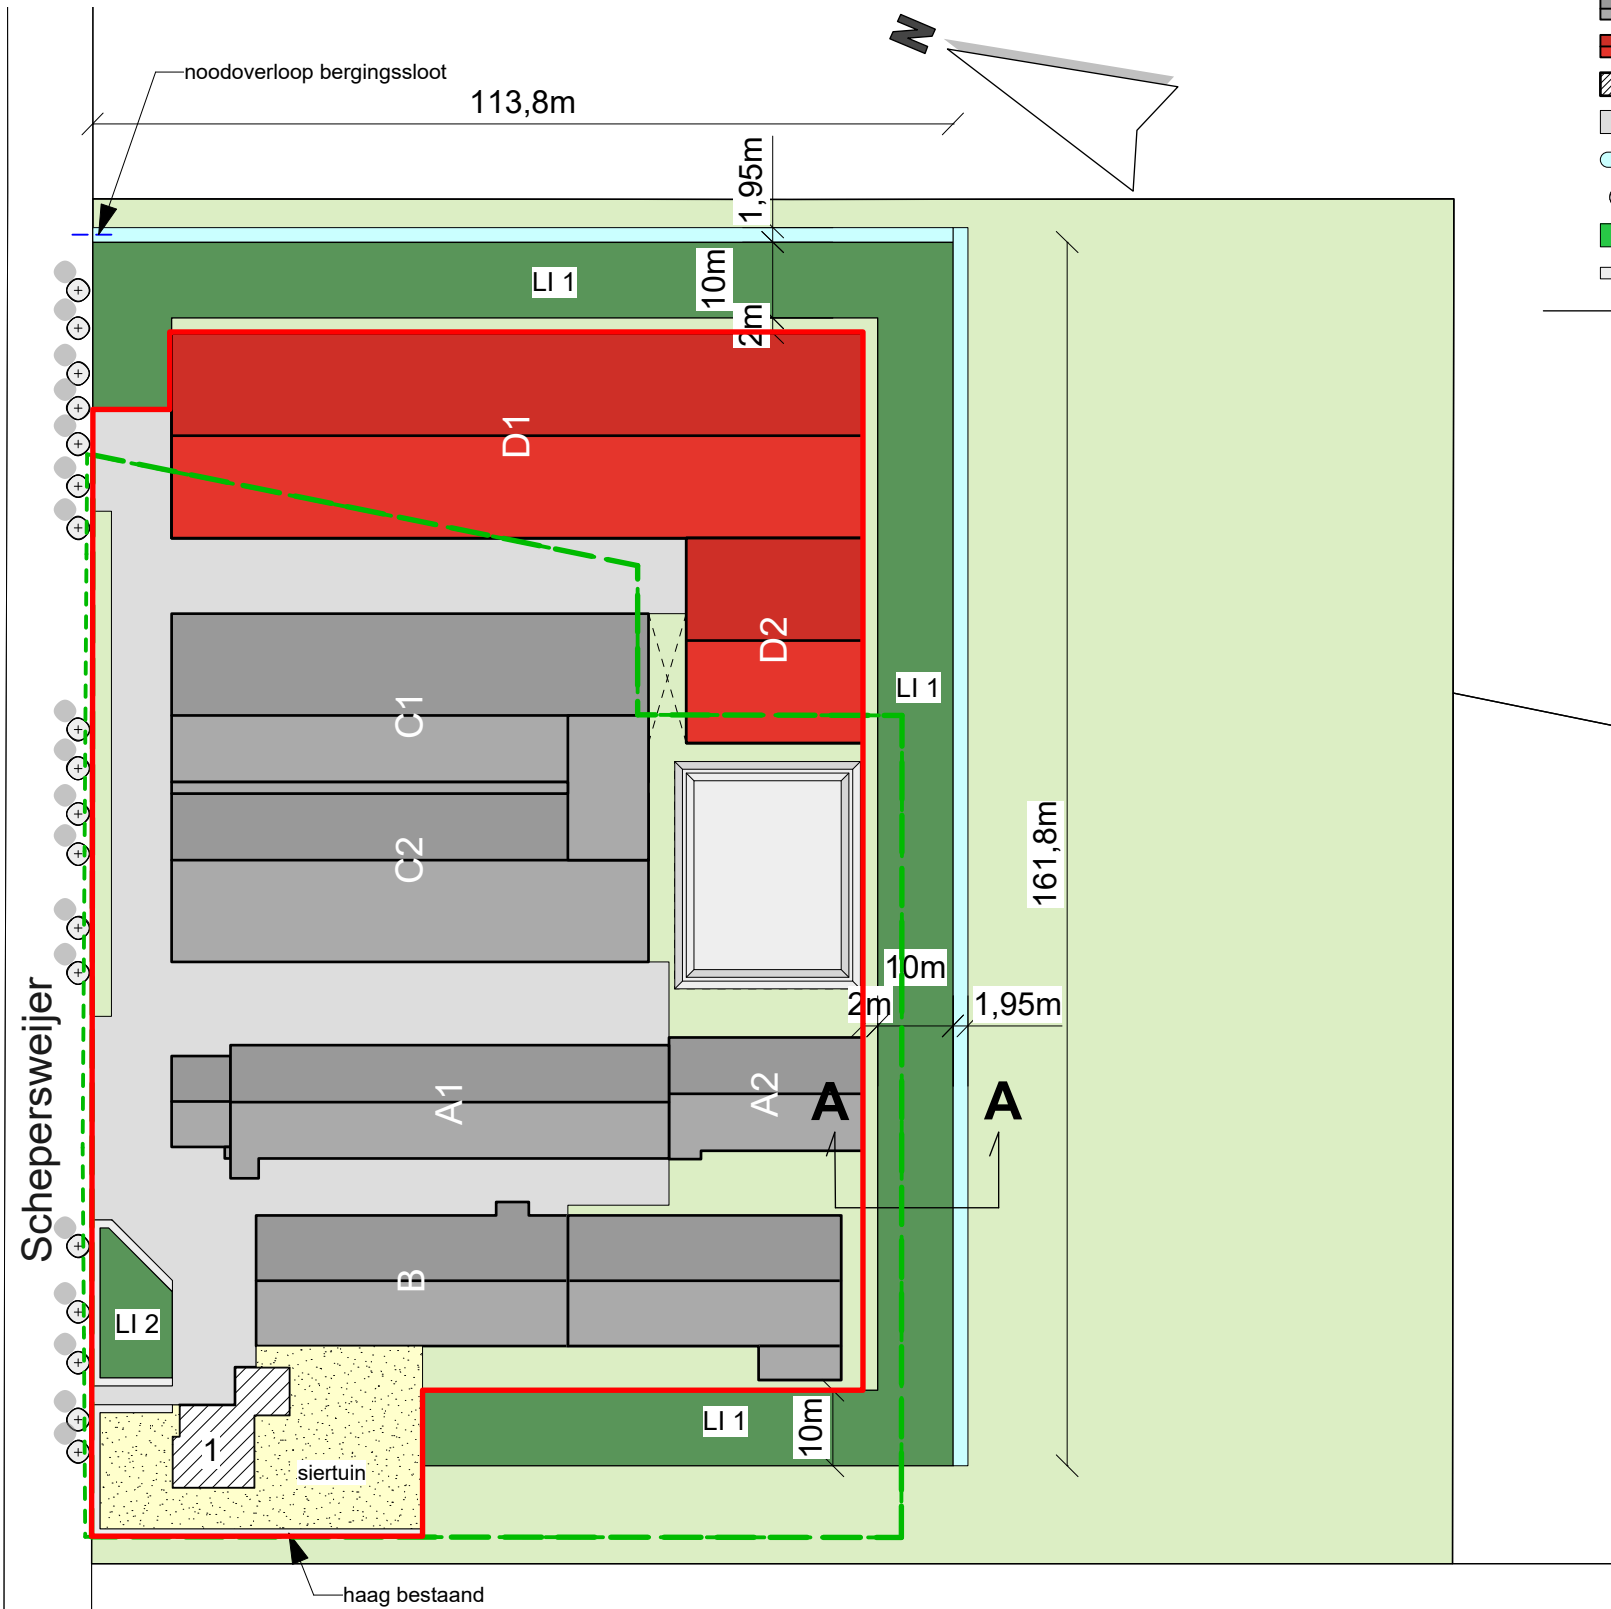 N
noodoverloop bergingssloot
113,8m
1,95m
10m
2m
LI 1
D1
D2
LI 1
C1
C2
161,8m
10m
2m
1,95m
Schepersweijer
A1
A2
A
A
B
LI 2
LI 1
10m
1
siertuin
haag bestaand